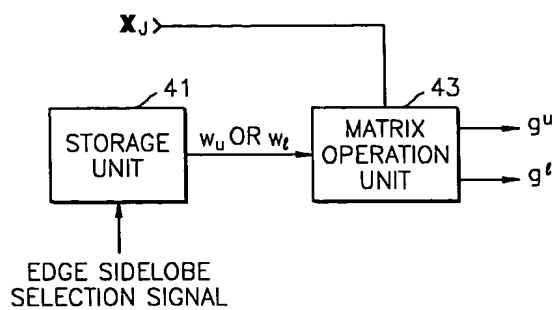 X_J
41
43
STORAGE
UNIT
w_u OR w_ℓ
MATRIX
OPERATION
UNIT
g^u
g^ℓ
EDGE SIDELOBE
SELECTION SIGNAL